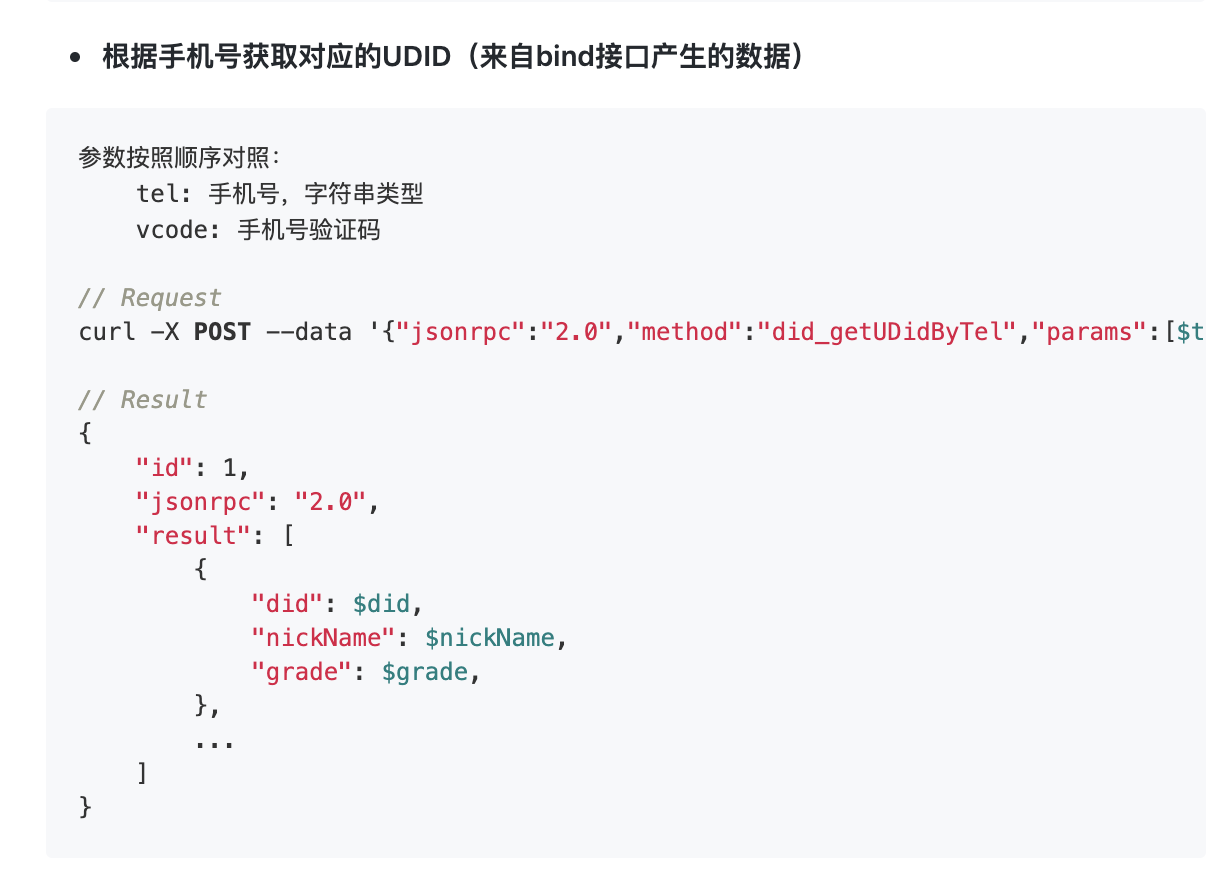 • 根据手机号获取对应的UDID（来自bind接口产生的数据）
参数按照顺序对照：
    tel: 手机号，字符串类型
    vcode: 手机号验证码
// Request
curl -X POST --data '{"jsonrpc":"2.0","method":"did_getUDidByTel","params":[$t
// Result
{
    "id": 1,
    "jsonrpc": "2.0",
    "result": [
        {
            "did": $did,
            "nickName": $nickName,
            "grade": $grade,
        },
        ...
    ]
}